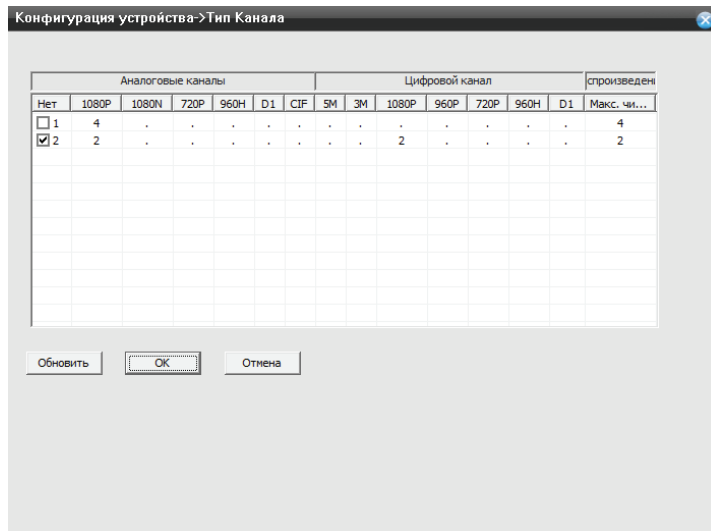 Конфигурация устройства->Тип Канала
Аналоговые каналы Цифровой канал спроизведени
Нет 1080P 1080N 720P 960H D1 CIF 5M 3M 1080P 960P 720P 960H D1 Макс. чи...
1 4 . . . . . . . . . . . . 4
2 2 . . . . . . . 2 . . . . 2
Обновить OK Отмена